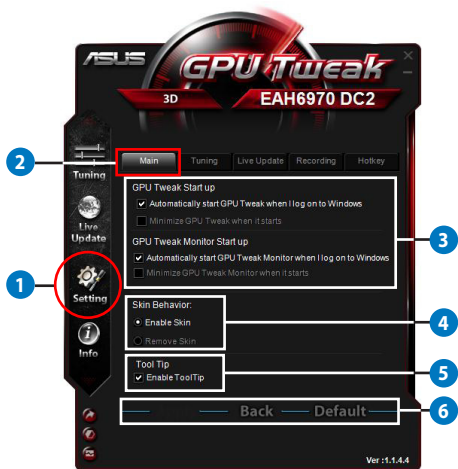 ASUS
GPU Tweak
3D EAH6970 DC2
2
Main Tuning Live Update Recording Hotkey
Tuning
GPU Tweak Start up
Automatically start GPU Tweak when I log on to Windows
Minimize GPU Tweak when it starts
Live
Update
GPU Tweak Monitor Start up
3
Automatically start GPU Tweak Monitor when I log on to Windows
Minimize GPU Tweak Monitor when it starts
1
Setting
Skin Behavior:
Enable Skin
4
Remove Skin
Info
Tool Tip
5
Enable ToolTip
Back Default
6
Ver :1.1.4.4